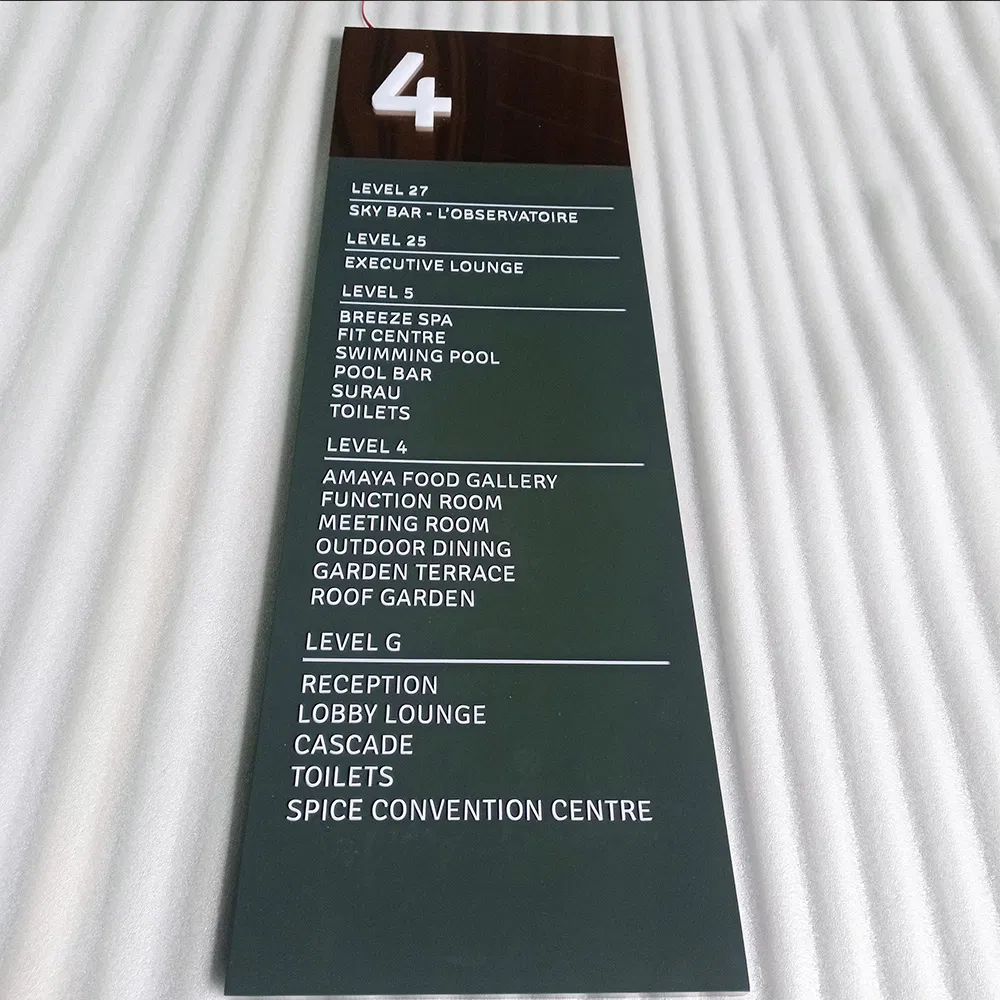 4
LEVEL 27
SKY BAR - L'OBSERVATOIRE
LEVEL 25
EXECUTIVE LOUNGE
LEVEL 5
BREEZE SPA
FIT CENTRE
SWIMMING POOL
POOL BAR
SURAU
TOILETS
LEVEL 4
AMAYA FOOD GALLERY
FUNCTION ROOM
MEETING ROOM
OUTDOOR DINING
GARDEN TERRACE
ROOF GARDEN
LEVEL G
RECEPTION
LOBBY LOUNGE
CASCADE
TOILETS
SPICE CONVENTION CENTRE